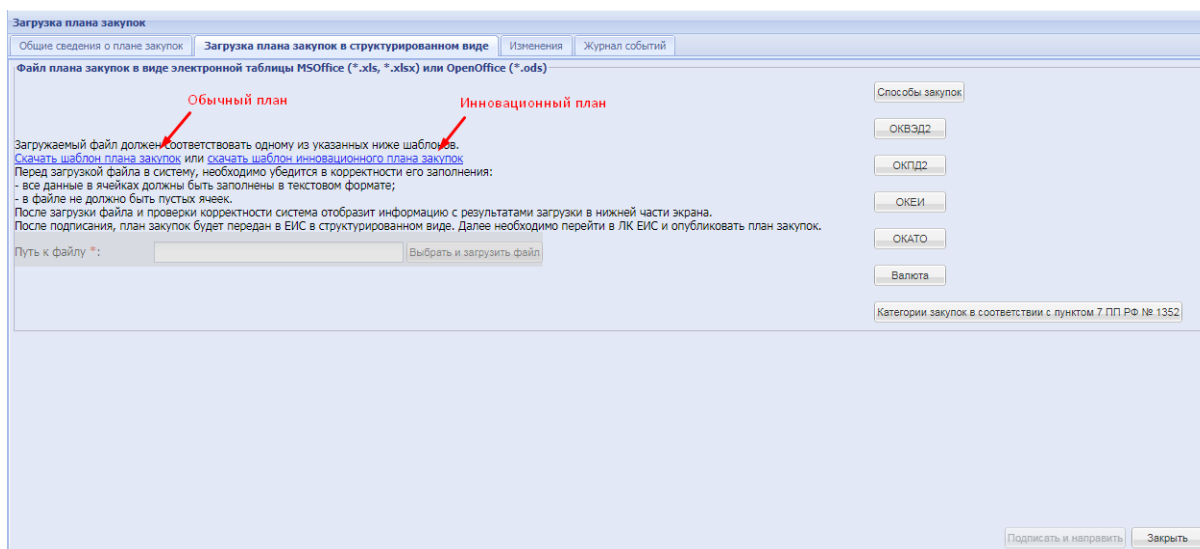 Загрузка плана закупок
Общие сведения о плане закупок
Загрузка плана закупок в структурированном виде
Изменения
Журнал событий
Файл плана закупок в виде электронной таблицы MSOffice (*.xls, *.xlsx) или OpenOffice (*.ods)
Обычный план
Инновационный план
Загружаемый файл должен соответствовать одному из указанных ниже шаблонов.
Скачать шаблон плана закупок или скачать шаблон инновационного плана закупок
Перед загрузкой файла в систему, необходимо убедится в корректности его заполнения:
- все данные в ячейках должны быть заполнены в текстовом формате;
- в файле не должно быть пустых ячеек.
После загрузки файла и проверки корректности система отобразит информацию с результатами загрузки в нижней части экрана.
После подписания, план закупок будет передан в ЕИС в структурированном виде. Далее необходимо перейти в ЛК ЕИС и опубликовать план закупок.
Путь к файлу *:
Выбрать и загрузить файл
Способы закупок
ОКВЭД2
ОКПД2
ОКЕИ
ОКАТО
Валюта
Категории закупок в соответствии с пунктом 7 ПП РФ № 1352
Подписать и направить
Закрыть